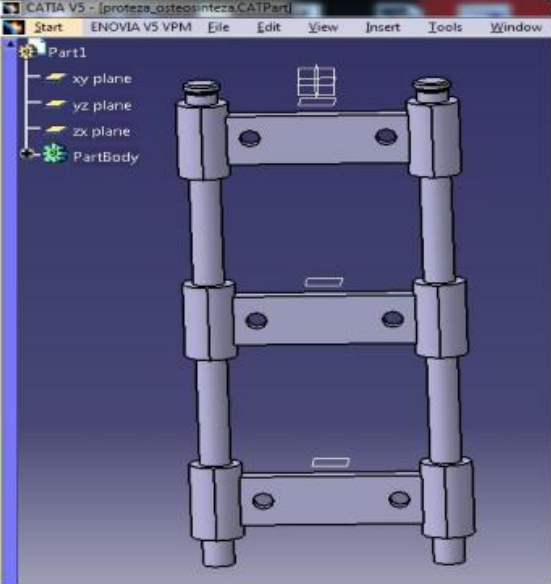 CATIA V5 - [proteza_osteosinteza.CATPart]
Start ENOVIA V5 VPM File Edit View Insert Tools Window
Part1
xy plane
yz plane
zx plane
PartBody